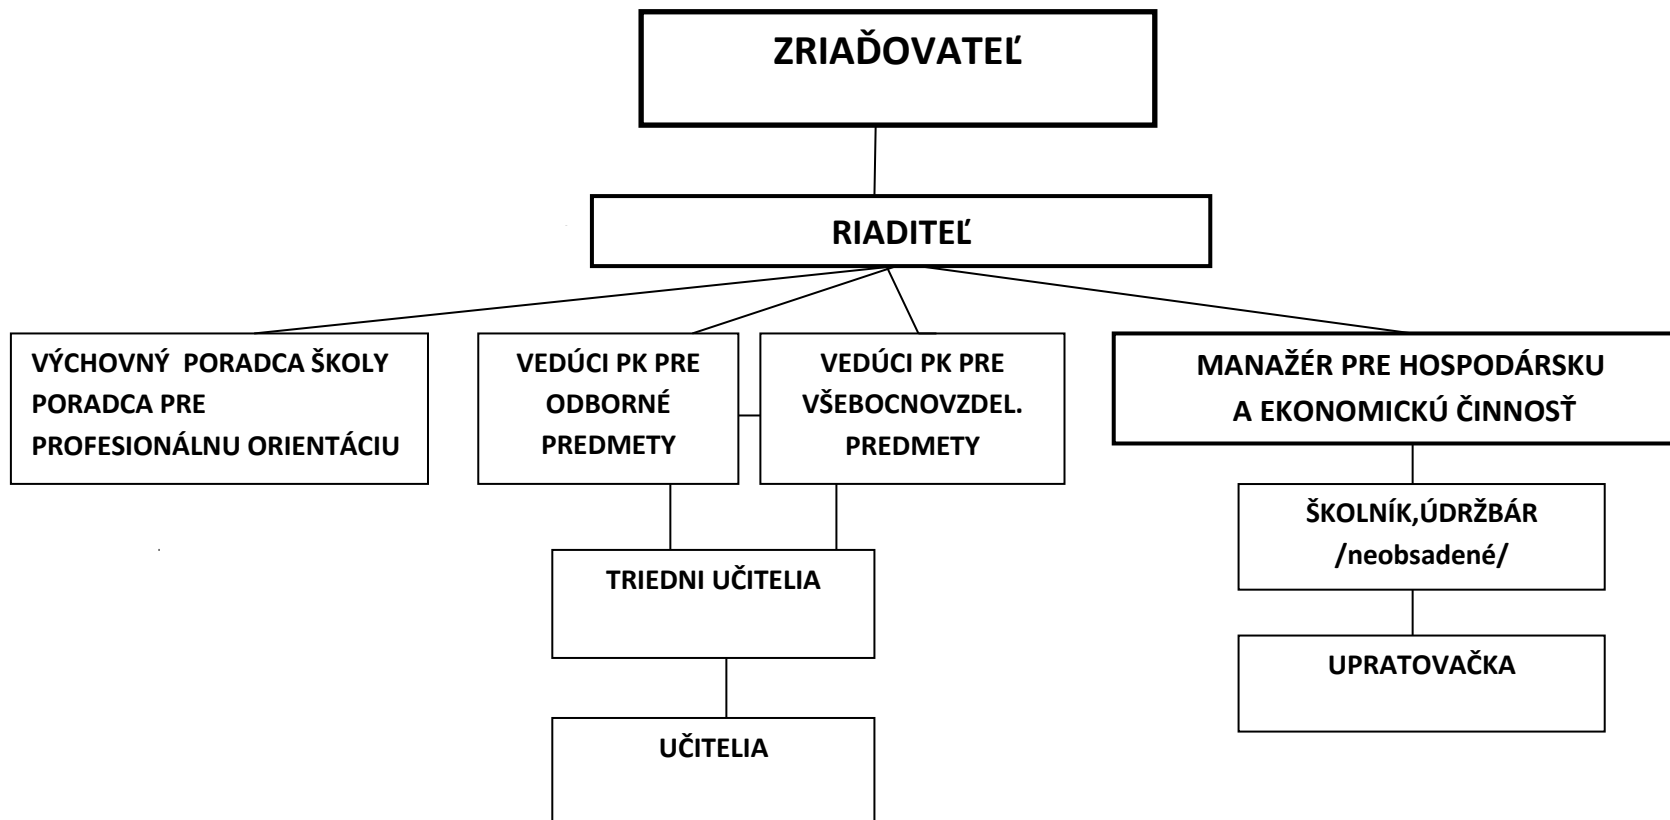 ZRIAĎOVATEĽ
RIADITEĽ
VÝCHOVNÝ PORADCA ŠKOLY
PORADCA PRE
PROFESIONÁLNU ORIENTÁCIU
VEDÚCI PK PRE
ODBORNÉ
PREDMETY
VEDÚCI PK PRE
VŠEBOCNOVZDEL.
PREDMETY
MANAŽÉR PRE HOSPODÁRSKU
A EKONOMICKÚ ČINNOSŤ
ŠKOLNÍK,ÚDRŽBÁR
/neobsadené/
TRIEDNI UČITELIA
UPRATOVAČKA
UČITELIA